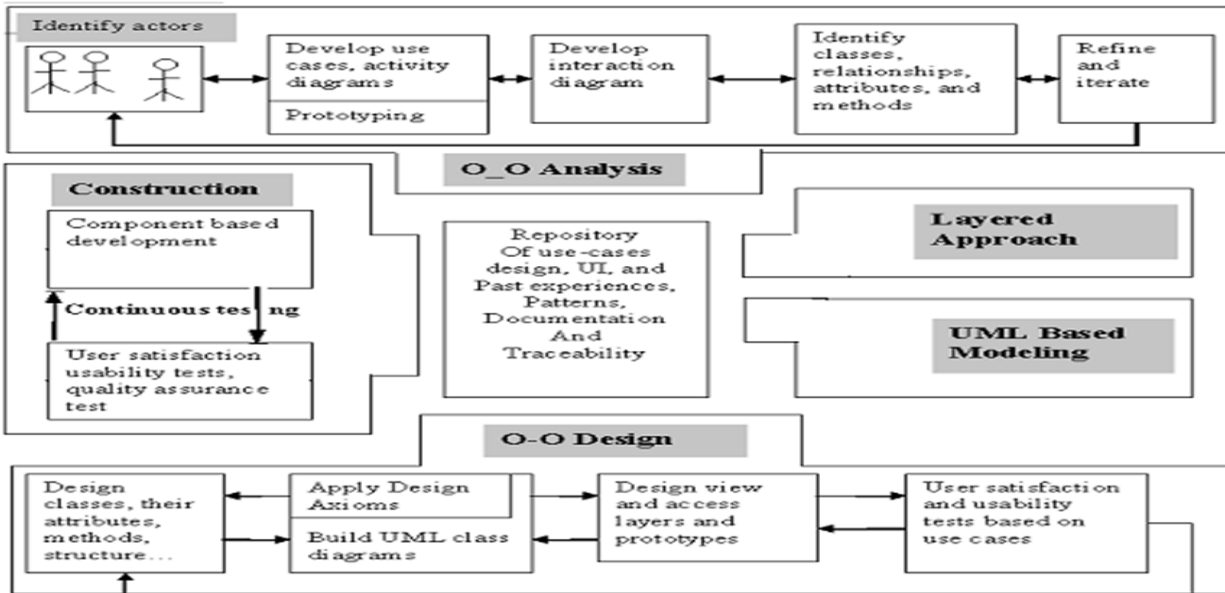 Identify actors
Develop use
cases, activity
diagrams
Prototyping
Develop
interaction
diagram
Identify
classes,
relationships,
attributes, and
methods
Refine
and
iterate
O_O Analysis
Construction
Component based
development
Continuous tes ng
User satisfaction
usability tests,
quality assurance
test
Repository
Of use-cases
design, UI, and
Past experiences,
Patterns,
Documentation
And
Traceability
Layered
Approach
UML Based
Modeling
O-O Design
Design
classes, their
attributes,
methods,
structure...
Apply Design
Axioms
Build UML class
diagrams
Design view
and access
layers and
prototypes
User satisfaction
and usability
tests based on
use cases